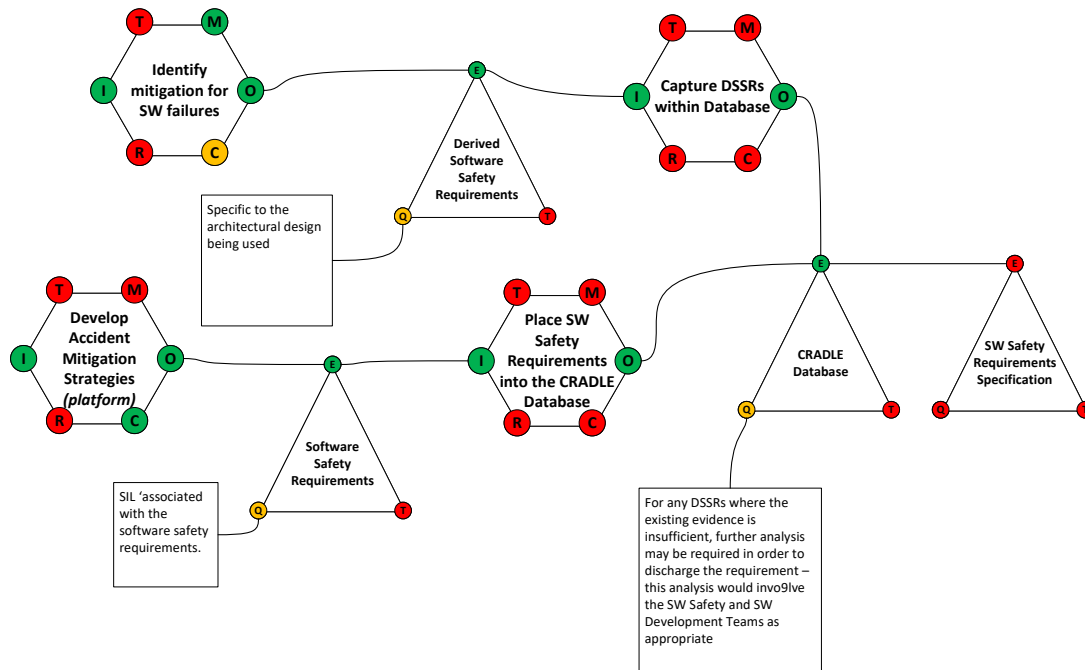 T
M
Identify
mitigation for
SW failures
I
O
R
C
E
Derived
Software
Safety
Requirements
Q
T
T
M
Capture DSSRs
within Database
I
O
R
C
Specific to the
architectural design
being used
T
M
Develop
Accident
Mitigation
Strategies
(platform)
I
O
R
C
E
Software
Safety
Requirements
Q
T
SIL ‘associated
with the
software safety
requirements.
T
M
Place SW
Safety
Requirements
into the CRADLE
Database
I
O
R
C
E
CRADLE
Database
Q
T
E
SW Safety
Requirements
Specification
Q
T
For any DSSRs where the
existing evidence is
insufficient, further analysis
may be required in order to
discharge the requirement –
this analysis would invo9lve
the SW Safety and SW
Development Teams as
appropriate